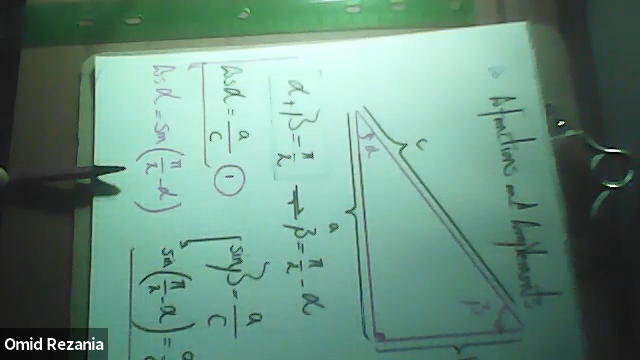 Cofunctions and Complements
c
α
β
a
α + β = π/2 → β = π/2 - α
cos α = a/c ①
sin β = a/c
cos α = sin(π/2 - α)
sin(π/2 - α) =
Omid Rezania